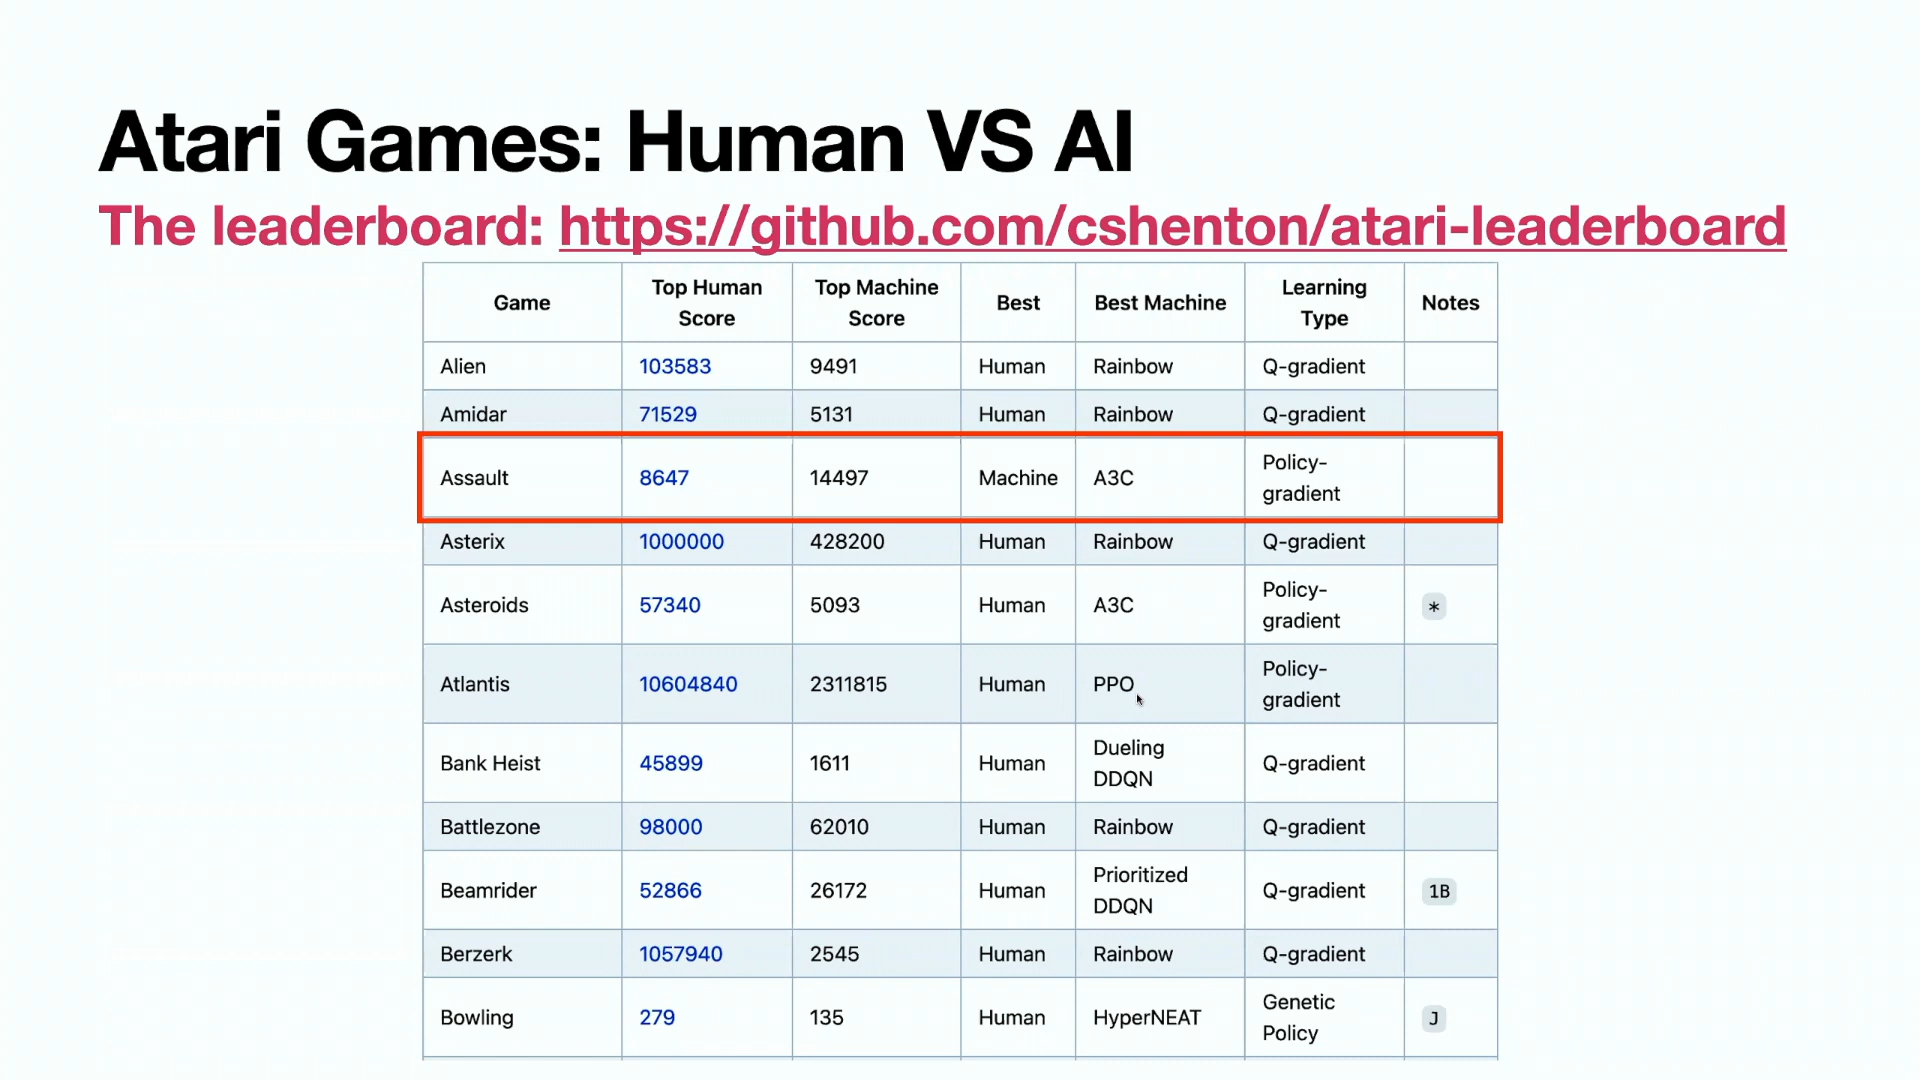 Atari Games: Human VS AI
The leaderboard: https://github.com/cshenton/atari-leaderboard
Game Top Human Score Top Machine Score Best Best Machine Learning Type Notes
Alien 103583 9491 Human Rainbow Q-gradient
Amidar 71529 5131 Human Rainbow Q-gradient
Assault 8647 14497 Machine A3C Policy-gradient
Asterix 1000000 428200 Human Rainbow Q-gradient
Asteroids 57340 5093 Human A3C Policy-gradient *
Atlantis 10604840 2311815 Human PPO Policy-gradient
Bank Heist 45899 1611 Human Dueling DDQN Q-gradient
Battlezone 98000 62010 Human Rainbow Q-gradient
Beamrider 52866 26172 Human Prioritized DDQN Q-gradient 1B
Berzerk 1057940 2545 Human Rainbow Q-gradient
Bowling 279 135 Human HyperNEAT Genetic Policy J